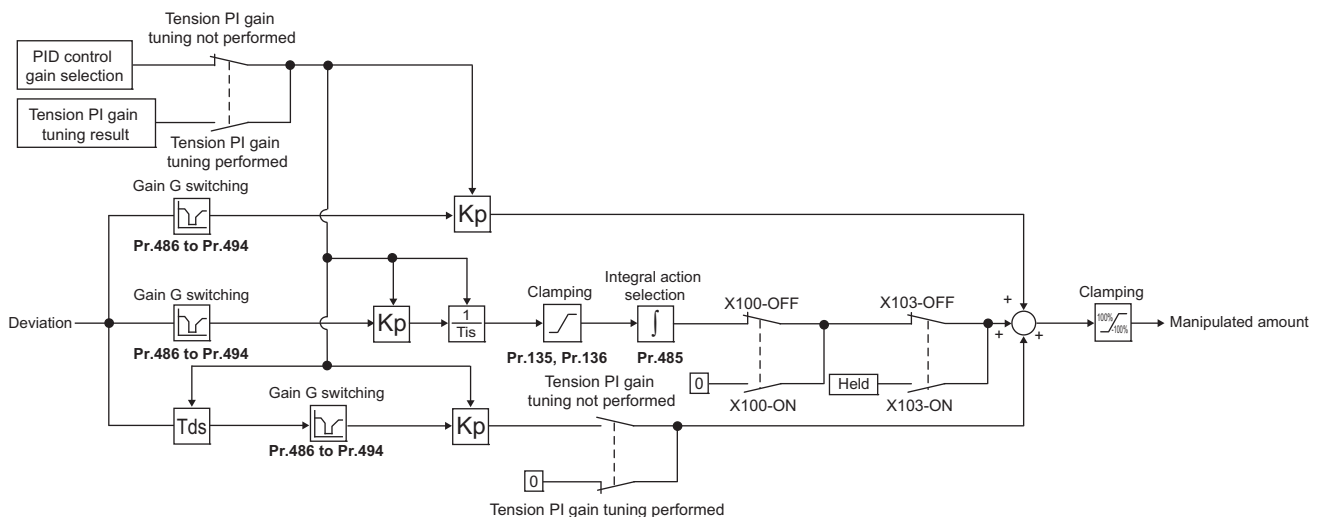 Tension PI gain
tuning not performed
PID control
gain selection
Tension PI gain
tuning result
Tension PI gain
tuning performed
Gain G switching
Kp
Pr.486 to Pr.494
Gain G switching
Clamping
Integral action
selection
X100-OFF
X103-OFF
Clamping
Deviation
Kp
1
Tis
∫
+
+
+
100%
-100%
Manipulated amount
Pr.486 to Pr.494
Pr.135, Pr.136
Pr.485
0
X100-ON
Held
X103-ON
Tension PI gain
tuning not performed
Gain G switching
Tds
Kp
Pr.486 to Pr.494
0
Tension PI gain tuning performed